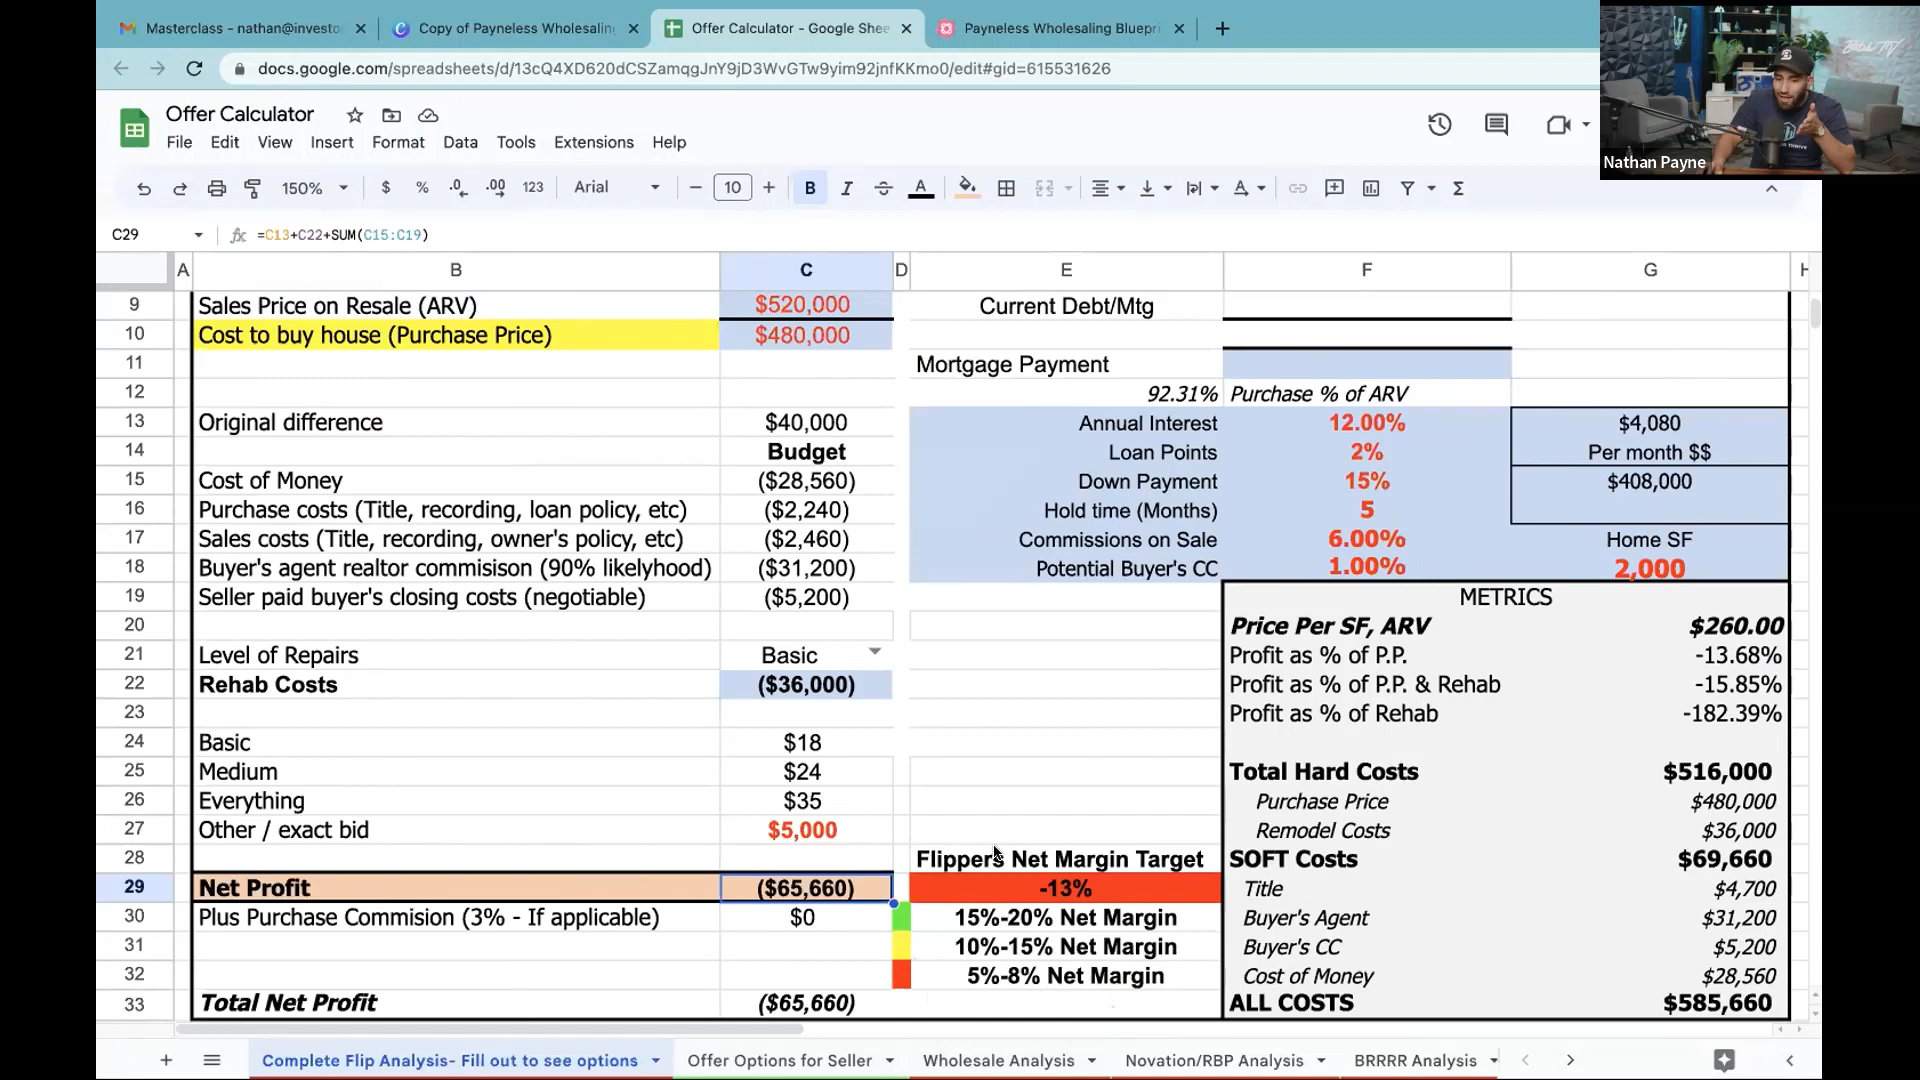 Masterclass – nathan@investo
Copy of Payneless Wholesalin
Offer Calculator - Google Shee
Payneless Wholesaling Bluepri
docs.google.com/spreadsheets/d/13cQ4XD620dCSZamqgJnY9jD3WvGTw9yim92jnfKKmo0/edit#gid=615531626
Nathan Payne
Offer Calculator
File Edit View Insert Format Data Tools Extensions Help
150% $ % .0 .00 123 Arial 10 B I A
C29 fx =C13+C22+SUM(C15:C19)
A B C D E F G H
9 Sales Price on Resale (ARV) $520,000 Current Debt/Mtg
10 Cost to buy house (Purchase Price) $480,000
11 Mortgage Payment
12 92.31% Purchase % of ARV
13 Original difference $40,000 Annual Interest 12.00% $4,080
14 Budget Loan Points 2% Per month $$
15 Cost of Money ($28,560) Down Payment 15% $408,000
16 Purchase costs (Title, recording, loan policy, etc) ($2,240) Hold time (Months) 5
17 Sales costs (Title, recording, owner's policy, etc) ($2,460) Commissions on Sale 6.00% Home SF
18 Buyer's agent realtor commisison (90% likelyhood) ($31,200) Potential Buyer's CC 1.00% 2,000
19 Seller paid buyer's closing costs (negotiable) ($5,200) METRICS
20 Price Per SF, ARV $260.00
21 Level of Repairs Basic Profit as % of P.P. -13.68%
22 Rehab Costs ($36,000) Profit as % of P.P. & Rehab -15.85%
23 Profit as % of Rehab -182.39%
24 Basic $18
25 Medium $24 Total Hard Costs $516,000
26 Everything $35 Purchase Price $480,000
27 Other / exact bid $5,000 Remodel Costs $36,000
28 Flippers Net Margin Target SOFT Costs $69,660
29 Net Profit ($65,660) -13% Title $4,700
30 Plus Purchase Commision (3% - If applicable) $0 15%-20% Net Margin Buyer's Agent $31,200
31 10%-15% Net Margin Buyer's CC $5,200
32 5%-8% Net Margin Cost of Money $28,560
33 Total Net Profit ($65,660) ALL COSTS $585,660
Complete Flip Analysis- Fill out to see options Offer Options for Seller Wholesale Analysis Novation/RBP Analysis BRRRR Analysis